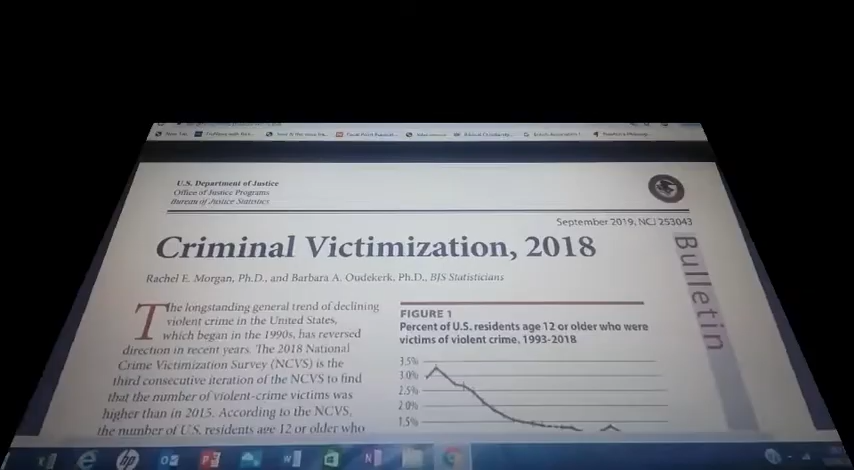 U.S. Department of Justice
Office of Justice Programs
Bureau of Justice Statistics
September 2019, NCJ 253043
Criminal Victimization, 2018
Bulletin
Rachel E. Morgan, Ph.D., and Barbara A. Oudekerk, Ph.D., BJS Statisticians
The longstanding general trend of declining
violent crime in the United States,
which began in the 1990s, has reversed
direction in recent years. The 2018 National
Crime Victimization Survey (NCVS) is the
third consecutive iteration of the NCVS to find
that the number of violent-crime victims was
higher than in 2015. According to the NCVS,
the number of U.S. residents age 12 or older who
FIGURE 1
Percent of U.S. residents age 12 or older who were
victims of violent crime, 1993-2018
3.5%
3.0%
2.5%
2.0%
1.5%
hp